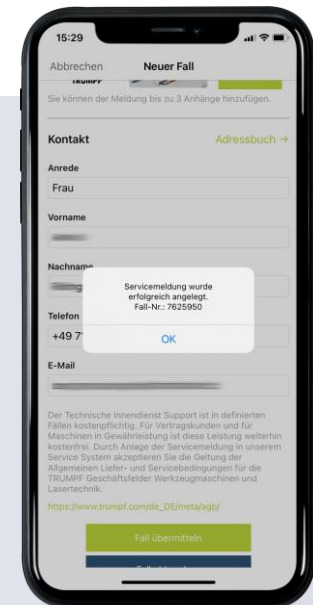 15:29
Abbrechen Neuer Fall
TRUMPF
Sie können der Meldung bis zu 3 Anhänge hinzufügen.
Kontakt Adressbuch →
Anrede
Frau
Vorname
Nachname
Servicemeldung wurde
erfolgreich angelegt.
Fall-Nr.: 7625950
OK
Telefon
+49 7
E-Mail
Der Technische Innendienst Support ist in definierten
Fällen kostenpflichtig. Für Vertragskunden und für
Maschinen in Gewährleistung ist diese Leistung weiterhin
kostenfrei. Durch Anlage der Servicemeldung in unserem
Service System akzeptieren Sie die Geltung der
Allgemeinen Liefer- und Servicebedingungen für die
TRUMPF Geschäftsfelder Werkzeugmaschinen und
Lasertechnik.
https://www.trumpf.com/de_DE/meta/agb/
Fall übermitteln